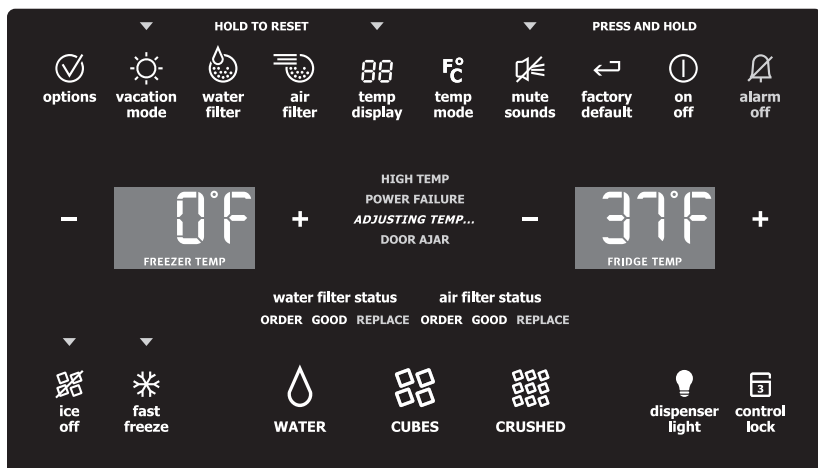 HOLD TO RESET
PRESS AND HOLD
88
F°C
options
vacation mode
water filter
air filter
temp display
temp mode
mute sounds
factory default
on off
alarm off
HIGH TEMP
POWER FAILURE
ADJUSTING TEMP...
DOOR AJAR
-
0°F
+
FREEZER TEMP
-
37°F
+
FRIDGE TEMP
water filter status
air filter status
ORDER GOOD REPLACE
ORDER GOOD REPLACE
3
ice off
fast freeze
WATER
CUBES
CRUSHED
dispenser light
control lock